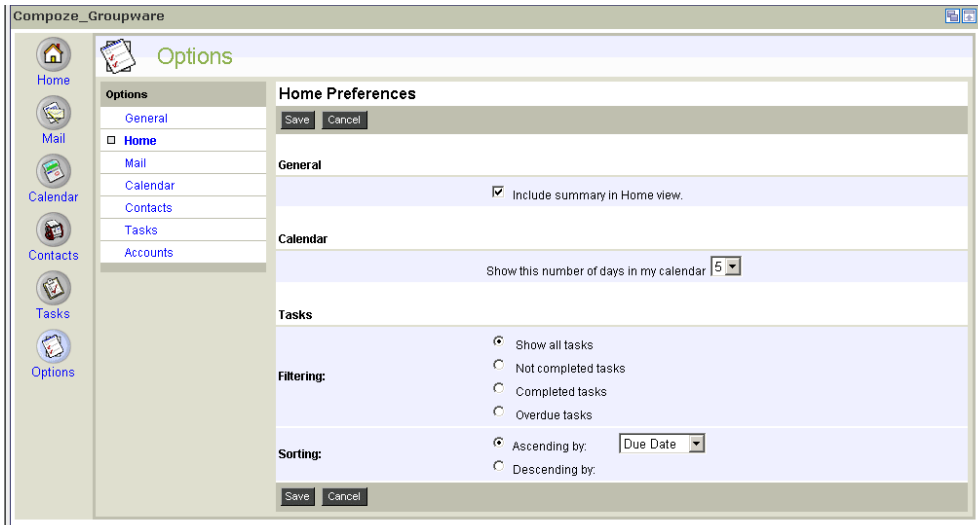 Compoze_Groupware
Options
Home
Mail
Calendar
Contacts
Tasks
Options
Options
General
Home
Mail
Calendar
Contacts
Tasks
Accounts
Home Preferences
Save Cancel
General
Include summary in Home view.
Calendar
Show this number of days in my calendar 5
Tasks
Filtering:
Show all tasks
Not completed tasks
Completed tasks
Overdue tasks
Sorting:
Ascending by: Due Date
Descending by:
Save Cancel